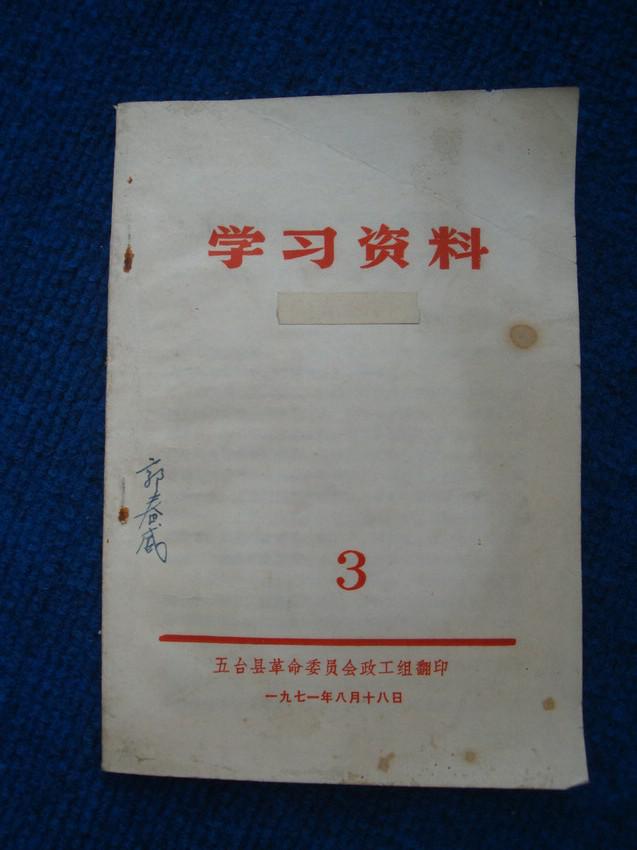 学习资料
郭春威
3
五台县革命委员会政工组翻印
一九七一年八月十八日